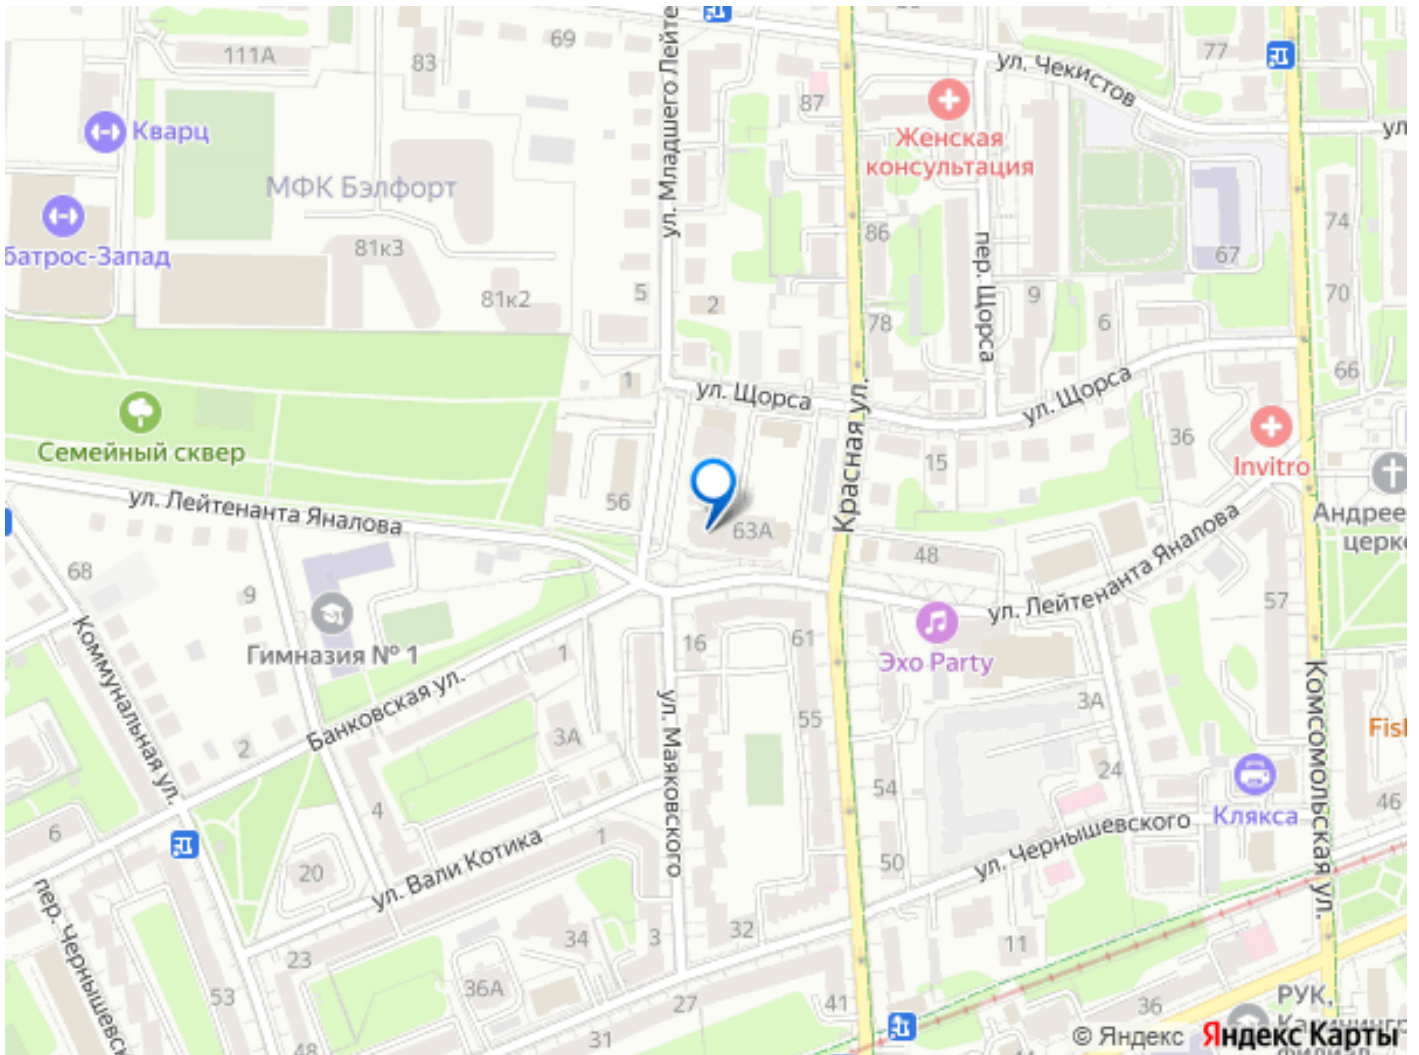 111А
83
69
ул. Младшего Лейте
87
ул. Чекистов
77
ул
Кварц
Женская
консультация
МФК Бэлфорт
74
батрос-Запад
81к3
86
пер. Щорса
67
5
81к2
2
78
9
6
70
1
ул. Щорса
ул. Щорса
66
Семейный сквер
Красная ул.
36
15
Invitro
56
63А
ул. Лейтенанта Яналова
Андрее
церко
48
68
9
ул. Лейтенанта Яналова
57
Гимназия № 1
16
61
Эхо Party
Коммунальная ул.
1
Банковская ул.
ул. Маяковского
55
3А
Комсомольская ул.
2
3А
Fisl
24
54
4
Клякса
46
6
1
ул. Чернышевского
ул. Вали Котика
50
20
пер. Чернышевск
32
34
3
11
23
36А
53
27
41
36
31
48
44
РУК,
Калинингр
филиал
© Яндекс Яндекс Карты